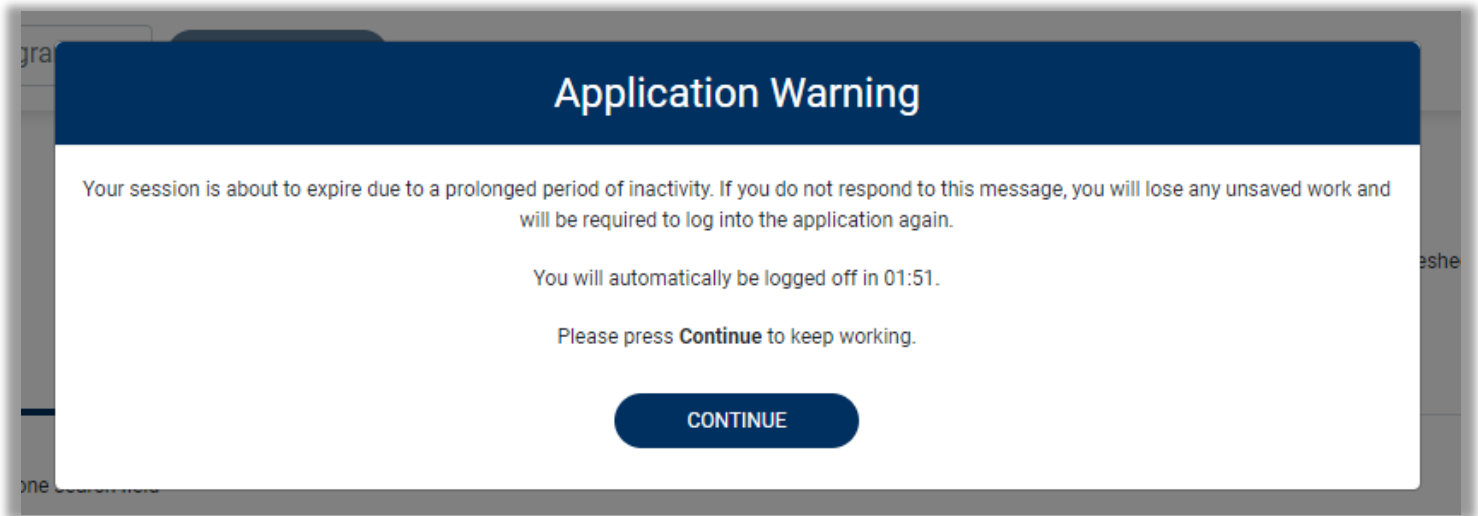 Application Warning
Your session is about to expire due to a prolonged period of inactivity. If you do not respond to this message, you will lose any unsaved work and
will be required to log into the application again.
You will automatically be logged off in 01:51.
Please press Continue to keep working.
CONTINUE